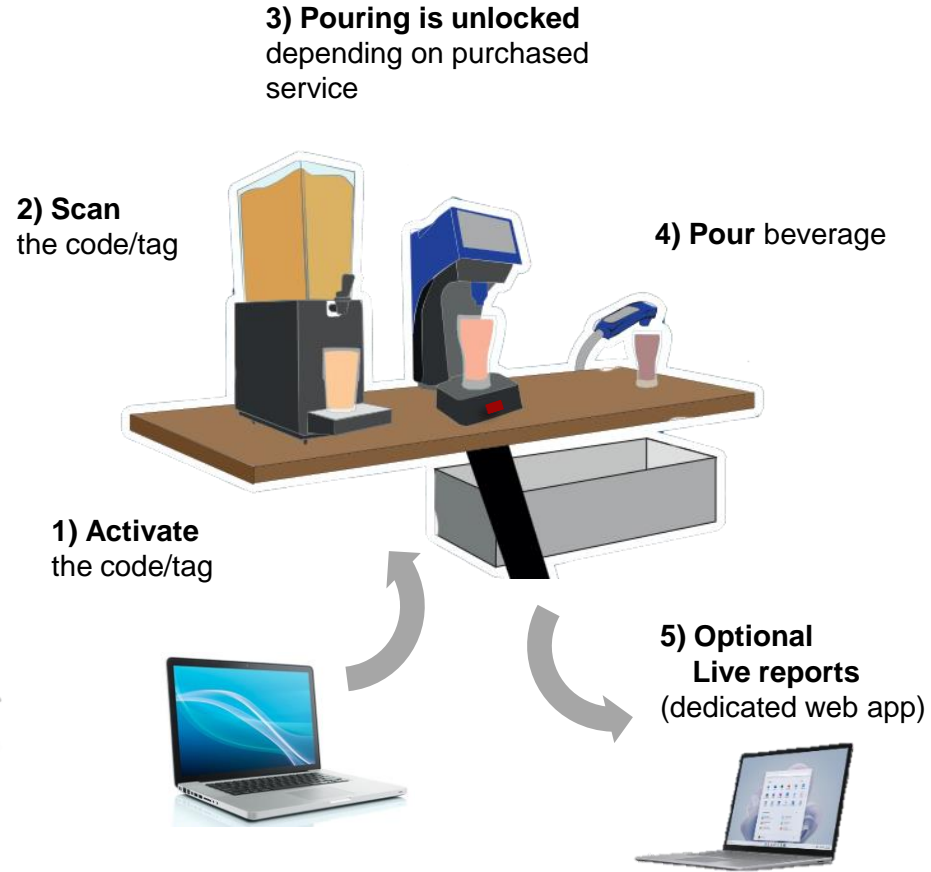 3) Pouring is unlocked
depending on purchased
service
2) Scan
the code/tag
4) Pour beverage
1) Activate
the code/tag
5) Optional
Live reports
(dedicated web app)